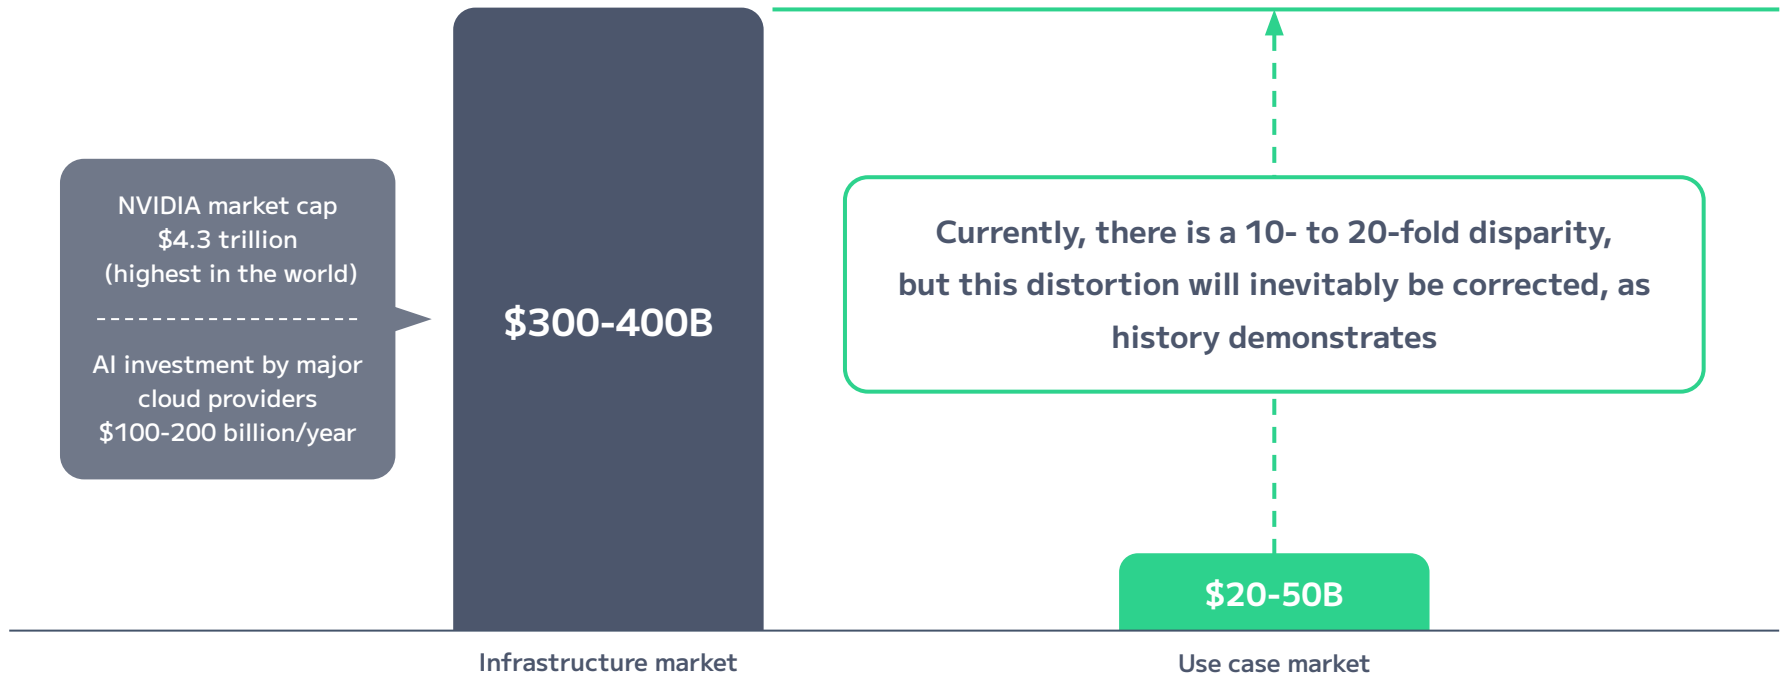 NVIDIA market cap
$4.3 trillion
(highest in the world)
AI investment by major
cloud providers
$100-200 billion/year
$300-400B
Currently, there is a 10- to 20-fold disparity,
but this distortion will inevitably be corrected, as
history demonstrates
$20-50B
Infrastructure market
Use case market